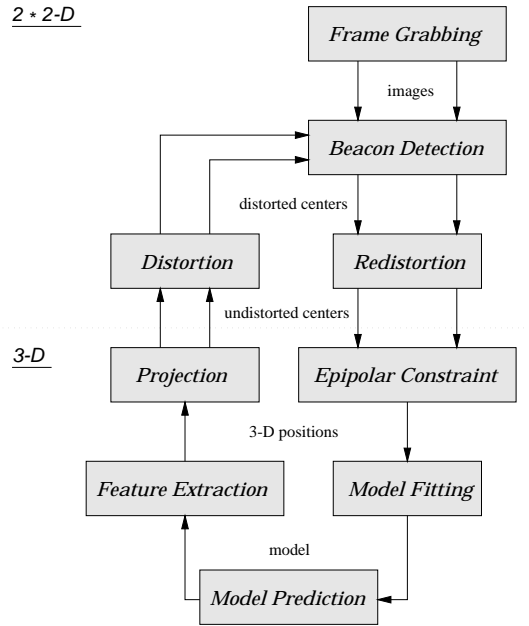 2 * 2-D
Frame Grabbing
images
Beacon Detection
distorted centers
Distortion
Redistortion
undistorted centers
3-D
Projection
Epipolar Constraint
3-D positions
Feature Extraction
Model Fitting
model
Model Prediction